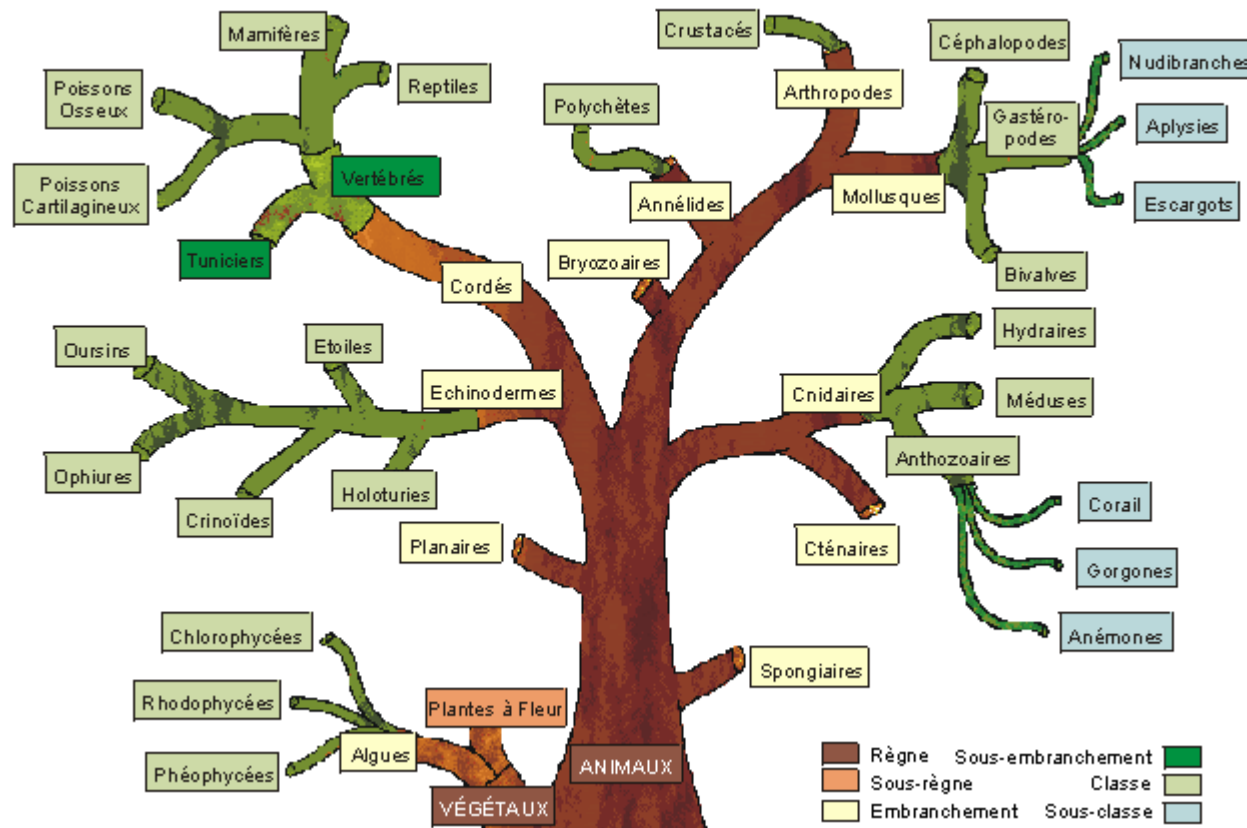 Mamifères
Crustacés
Céphalopodes
Nudibranches
Poissons
Osseux
Reptiles
Polychètes
Arthropodes
Gastéro-
podes
Aplysies
Poissons
Cartilagineux
Vertébrés
Annélides
Mollusques
Escargots
Tuniciers
Bryozoaires
Cordés
Bivalves
Oursins
Etoiles
Hydraires
Echinodermes
Cnidaires
Méduses
Ophiures
Crinoïdes
Holoturies
Anthozoaires
Corail
Planaires
Cténaires
Gorgones
Chlorophycées
Anémones
Spongiaires
Rhodophycées
Plantes à Fleur
Phéophycées
Algues
ANIMAUX
VÉGÉTAUX
Règne
Sous-embranchement
Sous-règne
Classe
Embranchement
Sous-classe